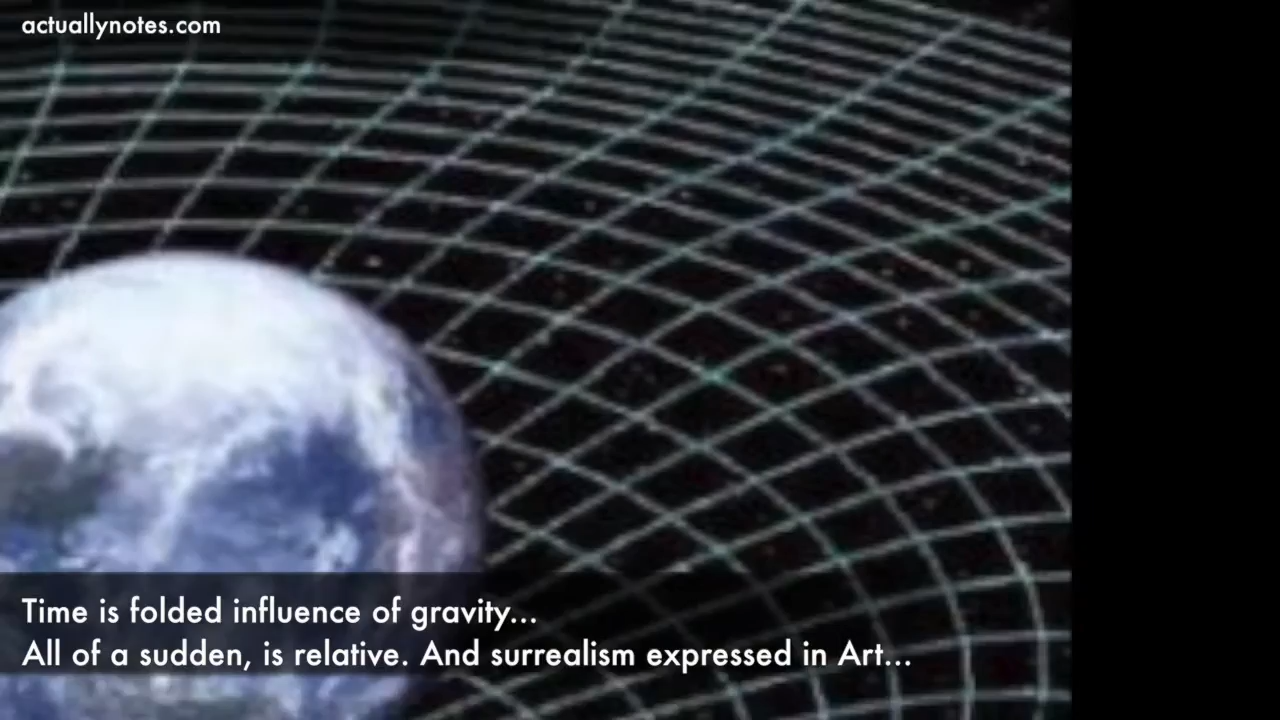 actuallynotes.com
Time is folded influence of gravity...
All of a sudden, is relative. And surrealism expressed in Art...